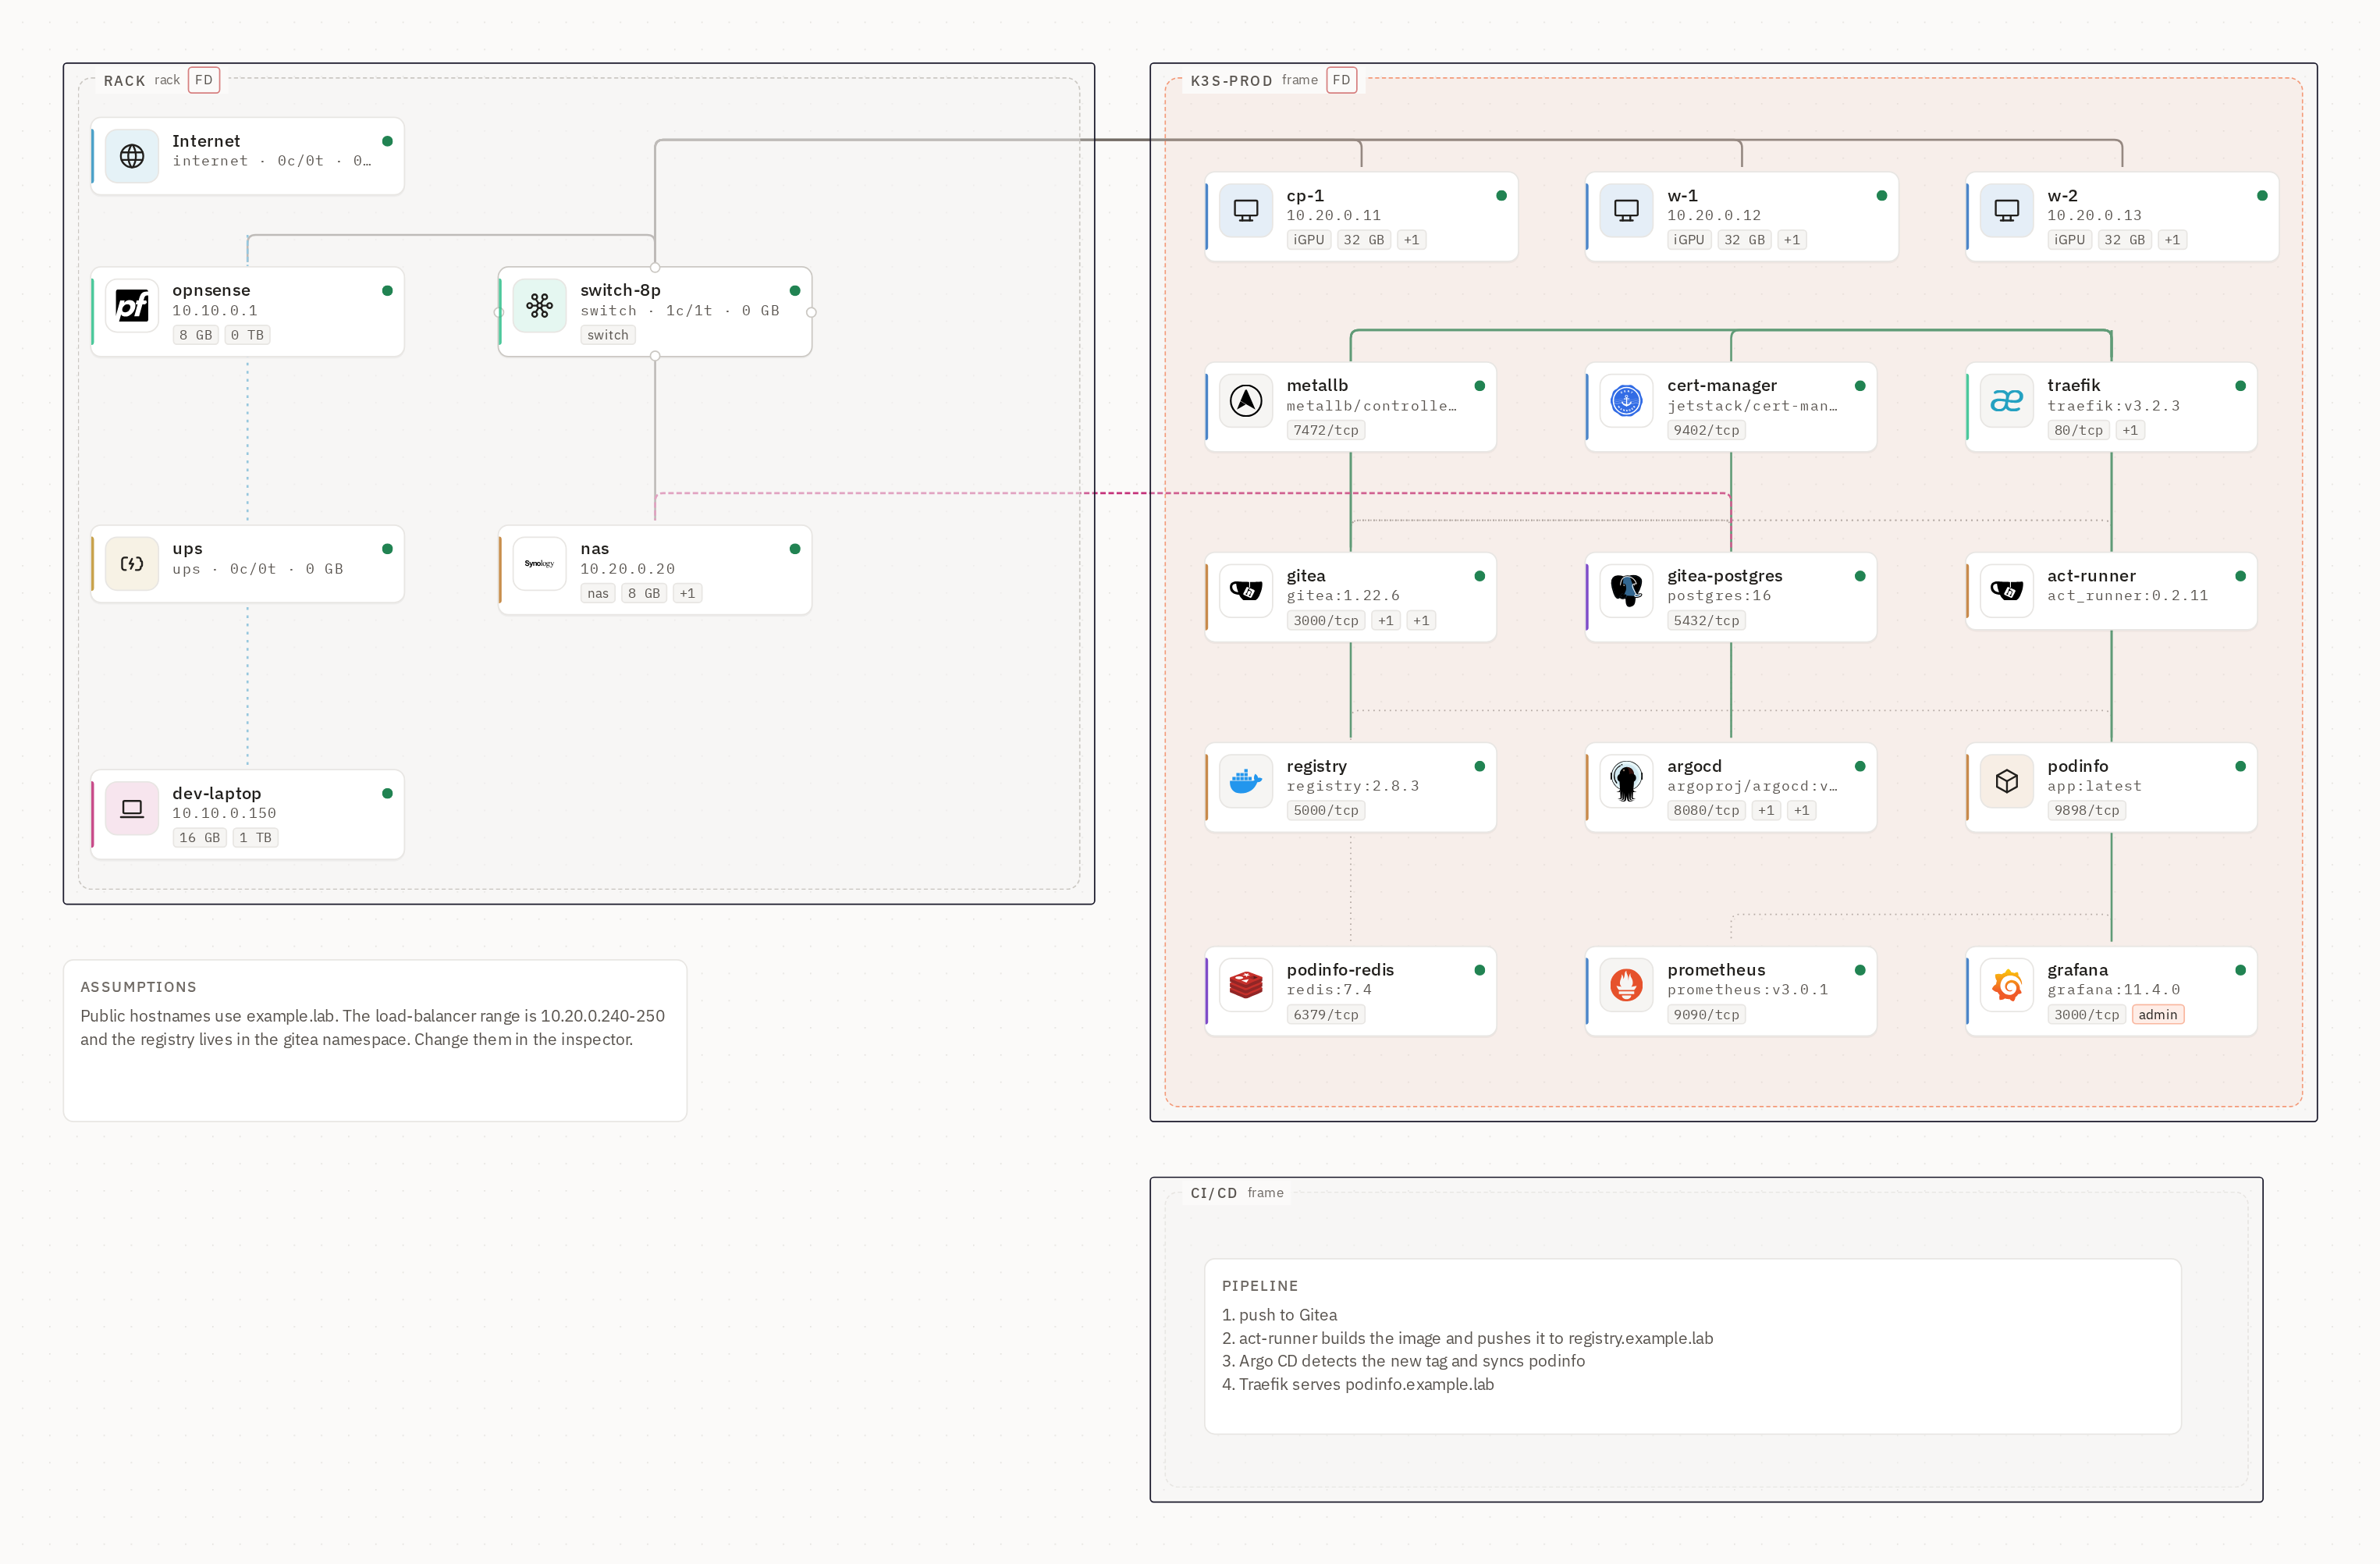 RACK rack FD
Internet
internet · 0c/0t · 0…
opnsense
10.10.0.1
8 GB 0 TB
switch-8p
switch · 1c/1t · 0 GB
switch
ups
ups · 0c/0t · 0 GB
nas
10.20.0.20
nas 8 GB +1
Synology
dev-laptop
10.10.0.150
16 GB 1 TB
ASSUMPTIONS
Public hostnames use example.lab. The load-balancer range is 10.20.0.240-250
and the registry lives in the gitea namespace. Change them in the inspector.
K3S-PROD frame FD
cp-1
10.20.0.11
iGPU 32 GB +1
w-1
10.20.0.12
iGPU 32 GB +1
w-2
10.20.0.13
iGPU 32 GB +1
metallb
metallb/controlle…
7472/tcp
cert-manager
jetstack/cert-man…
9402/tcp
traefik
traefik:v3.2.3
80/tcp +1
gitea
gitea:1.22.6
3000/tcp +1 +1
gitea-postgres
postgres:16
5432/tcp
act-runner
act_runner:0.2.11
registry
registry:2.8.3
5000/tcp
argocd
argoproj/argocd:v…
8080/tcp +1 +1
podinfo
app:latest
9898/tcp
podinfo-redis
redis:7.4
6379/tcp
prometheus
prometheus:v3.0.1
9090/tcp
grafana
grafana:11.4.0
3000/tcp admin
CI/CD frame
PIPELINE
1. push to Gitea
2. act-runner builds the image and pushes it to registry.example.lab
3. Argo CD detects the new tag and syncs podinfo
4. Traefik serves podinfo.example.lab